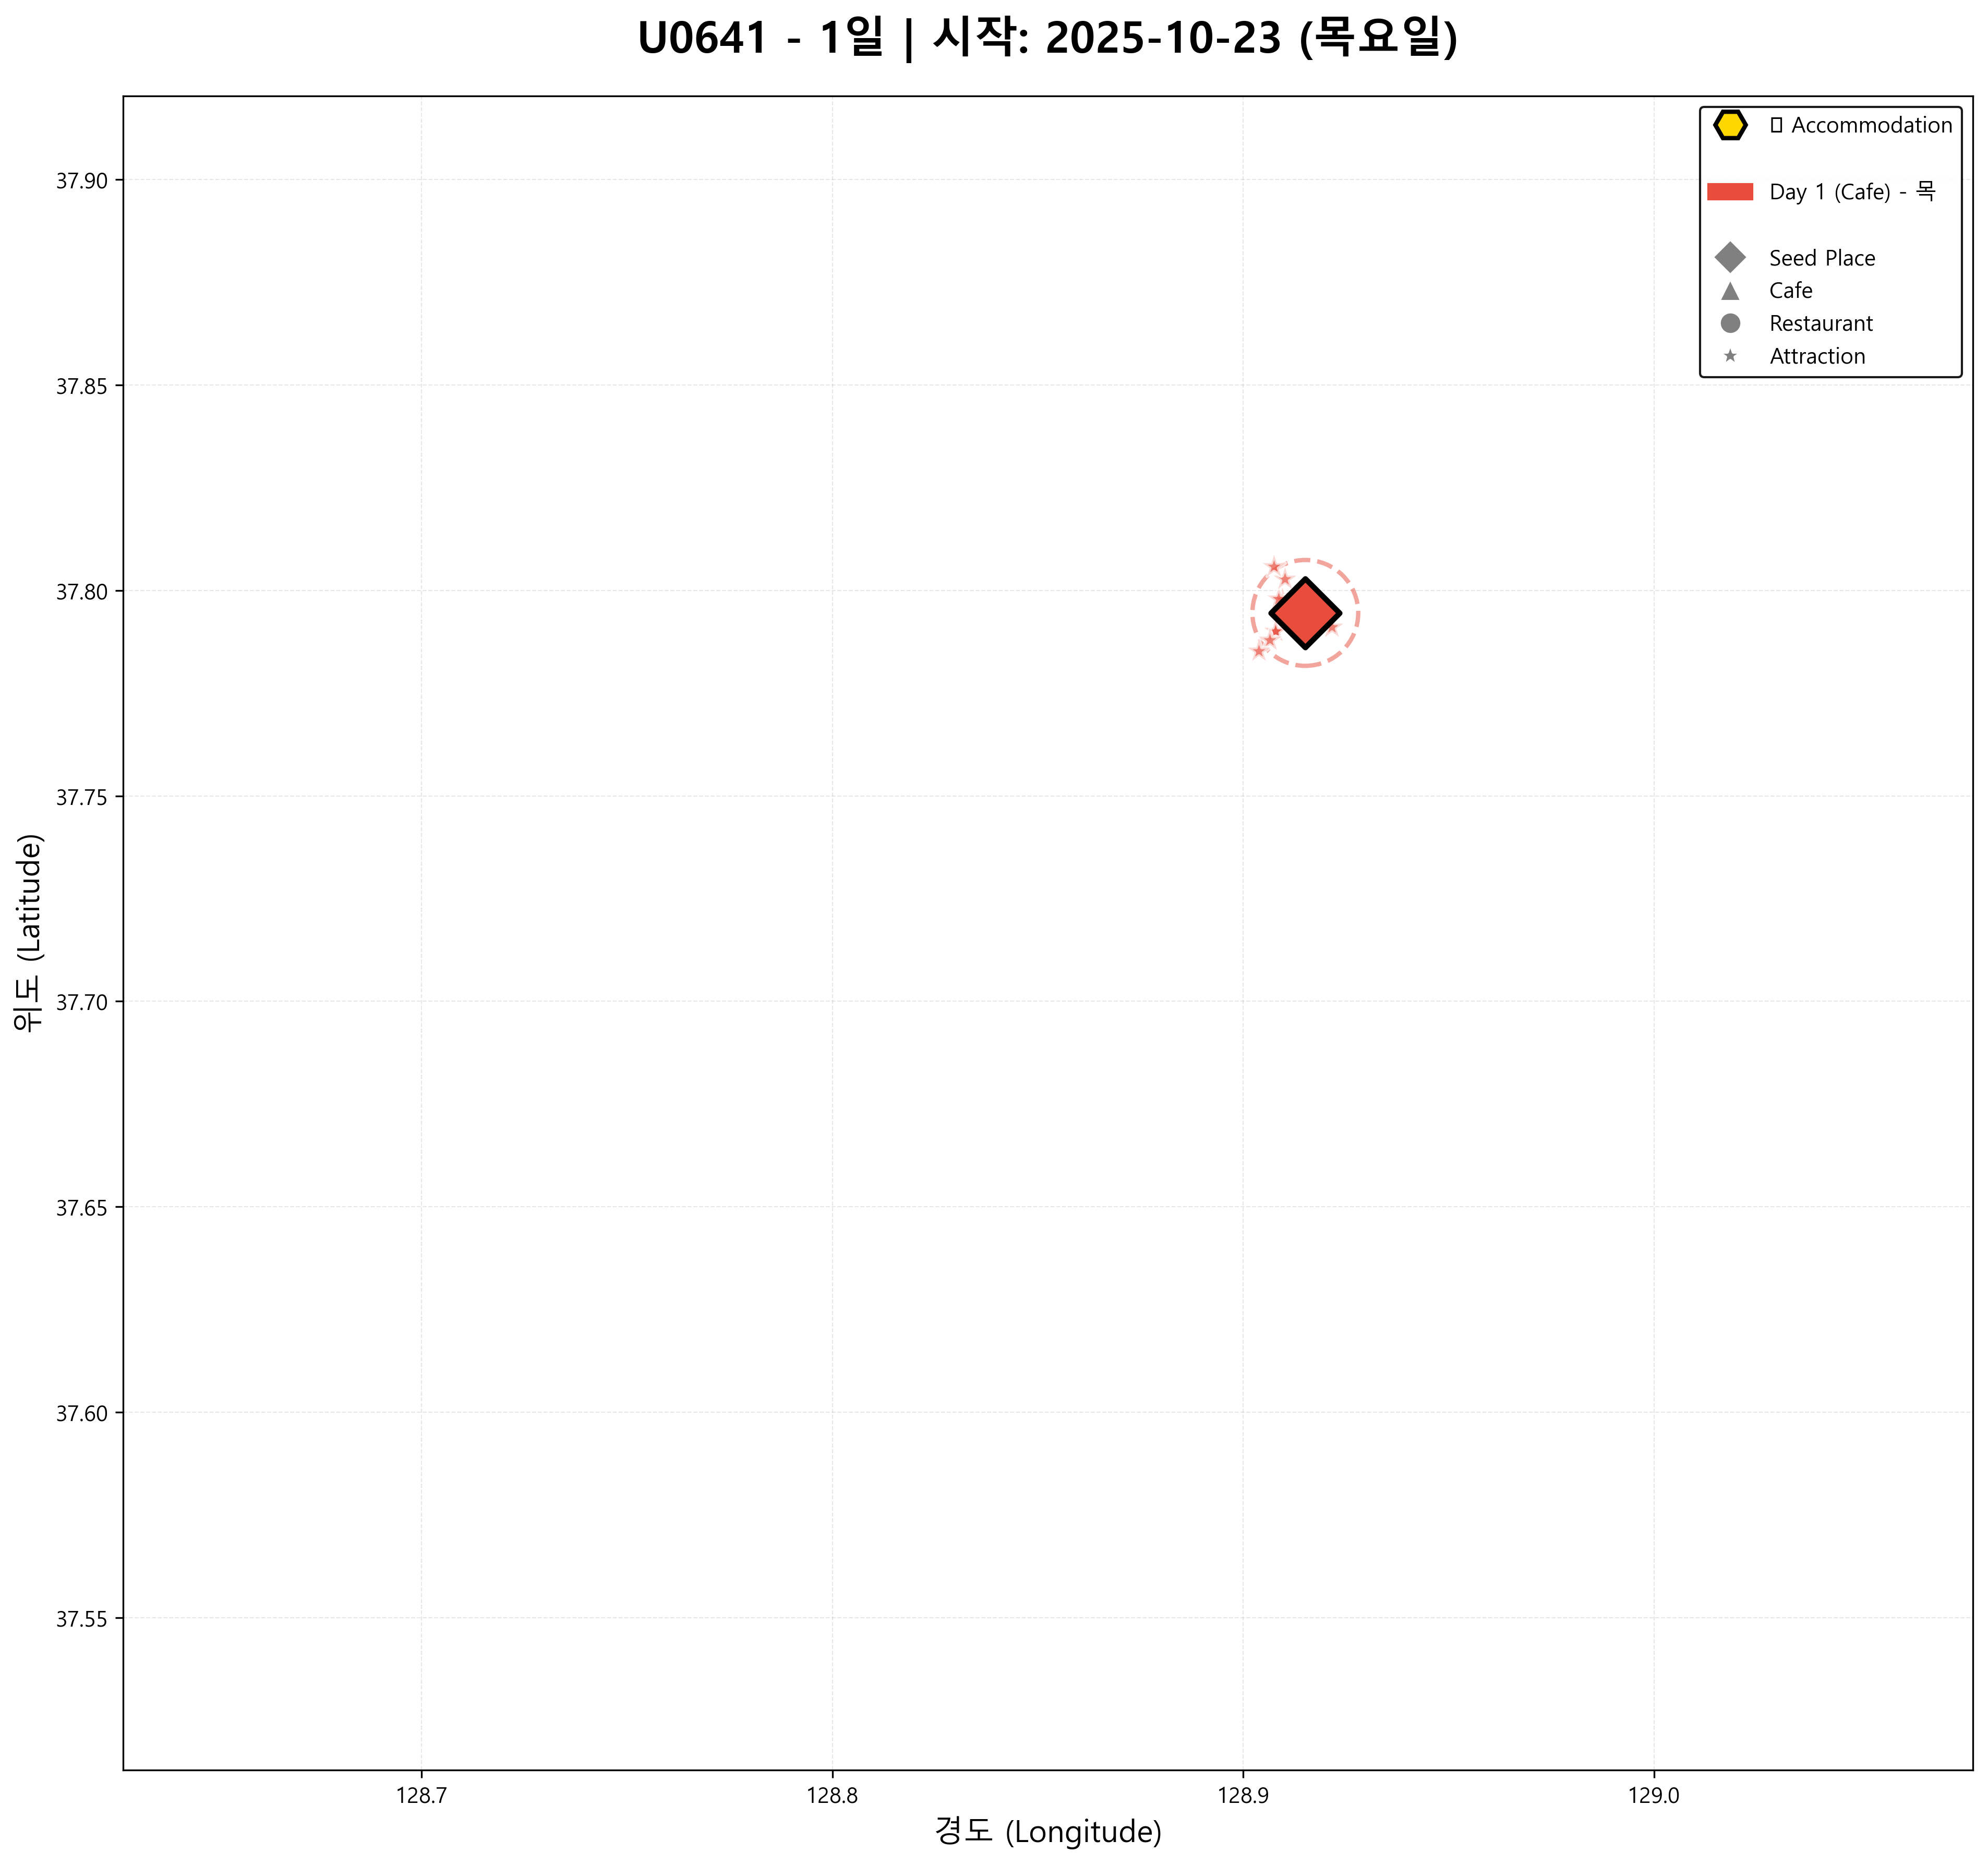 U0641 - 1일 | 시작: 2025-10-23 (목요일)
Accommodation
Day 1 (Cafe) - 목
Seed Place
Cafe
Restaurant
Attraction
37.90
37.85
37.80
37.75
37.70
37.65
37.60
37.55
위도 (Latitude)
128.7
128.8
128.9
129.0
경도 (Longitude)